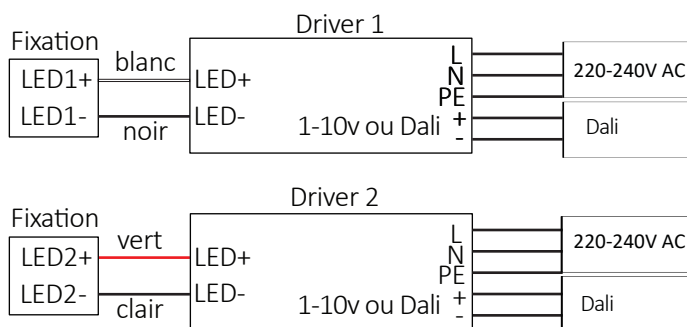 Driver 1
Fixation
LED1+
LED1-
blanc
noir
LED+
LED-
1-10v ou Dali
L
N
PE
+
-
220-240V AC
Dali
Driver 2
Fixation
LED2+
LED2-
vert
clair
LED+
LED-
1-10v ou Dali
L
N
PE
+
-
220-240V AC
Dali